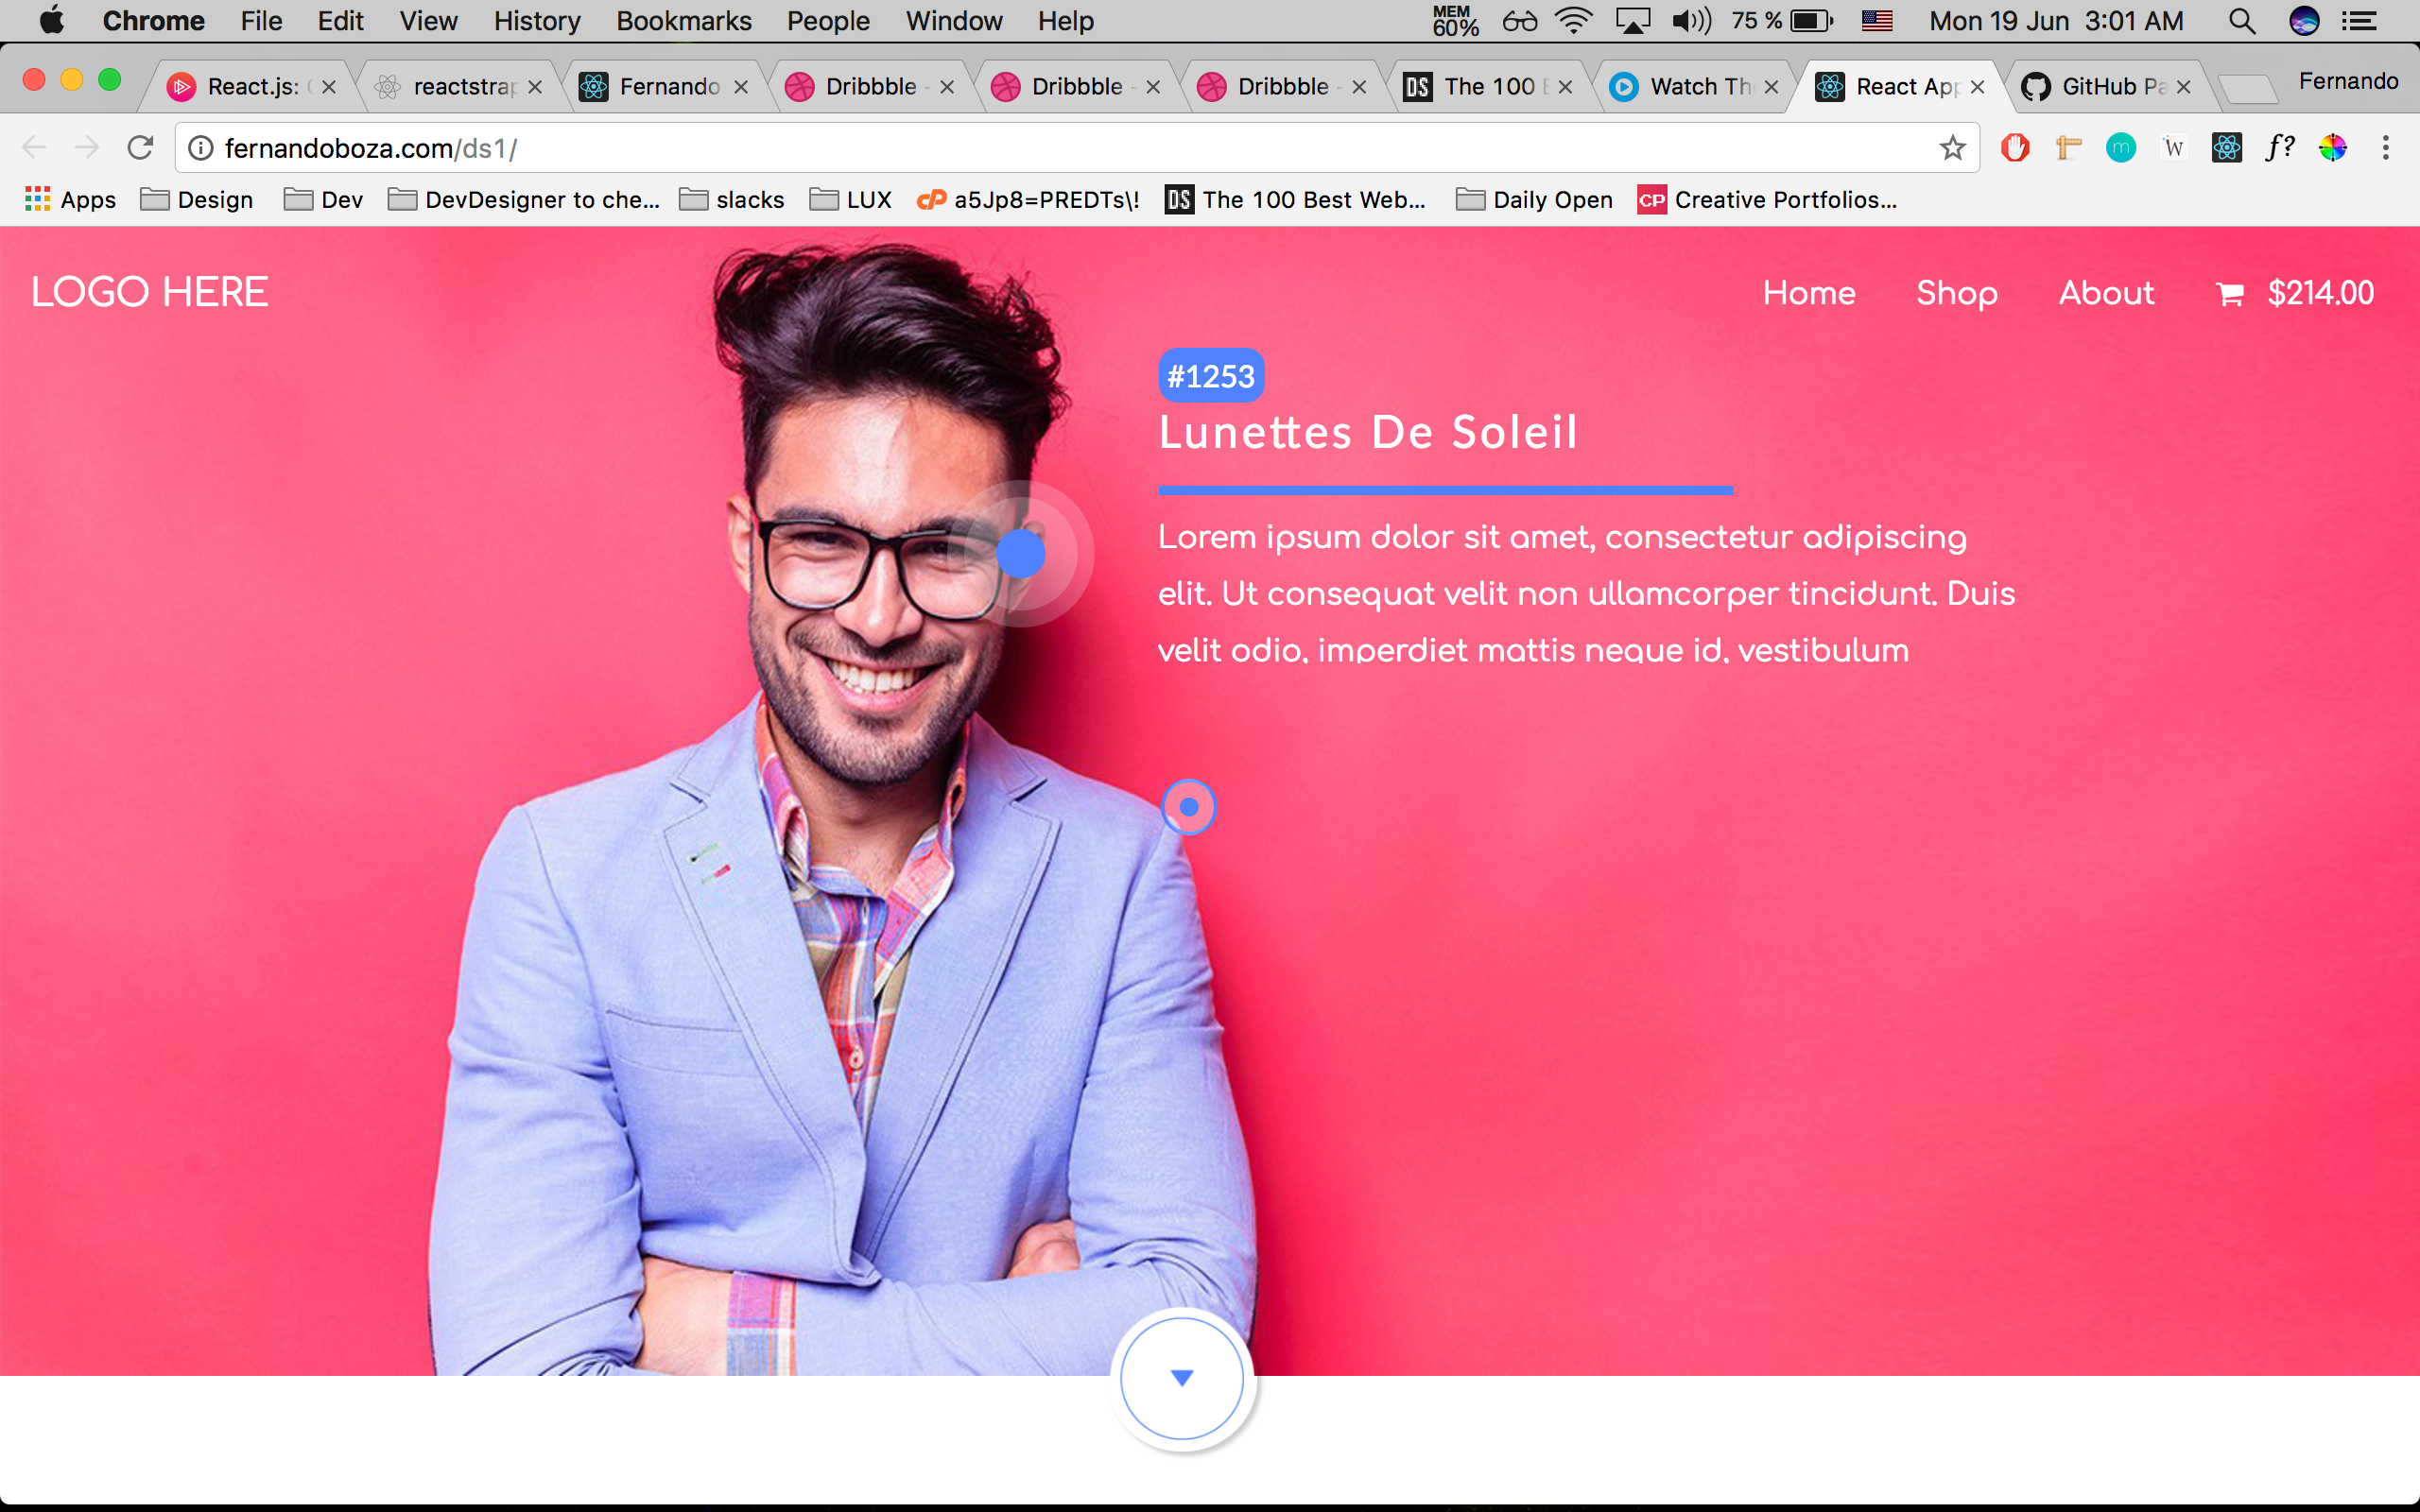 Chrome File Edit View History Bookmarks People Window Help MEM 60% 75 % Mon 19 Jun 3:01 AM
React.js: reactstrap Fernando Dribbble - Dribbble - Dribbble - DS The 100 Watch Th React App GitHub Pa Fernando
fernandoboza.com/ds1/ m W f?
Apps Design Dev DevDesigner to che... slacks LUX cP a5Jp8=PREDTs\! DS The 100 Best Web... Daily Open CP Creative Portfolios...
LOGO HERE Home Shop About $214.00
#1253
Lunettes De Soleil
Lorem ipsum dolor sit amet, consectetur adipiscing
elit. Ut consequat velit non ullamcorper tincidunt. Duis
velit odio, imperdiet mattis neque id, vestibulum